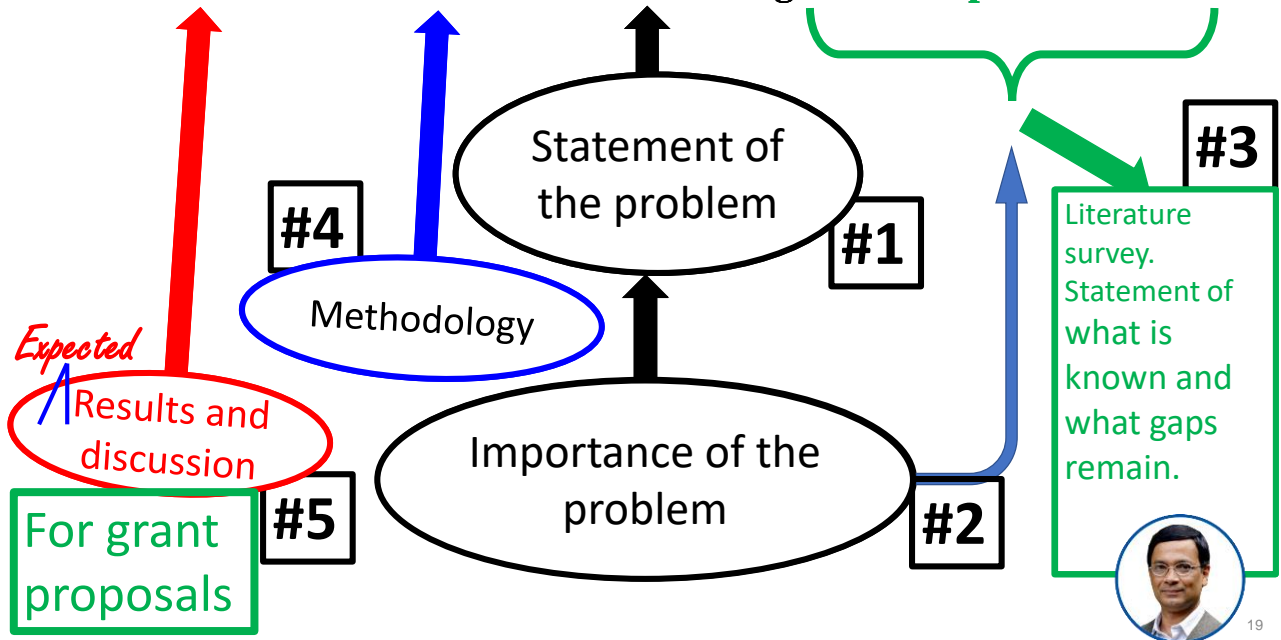 Statement of
the problem
#1
#3
Literature
survey.
Statement of
what is
known and
what gaps
remain.
#4
Methodology
Expected
Results and
discussion
#5
For grant
proposals
Importance of the
problem
#2
19